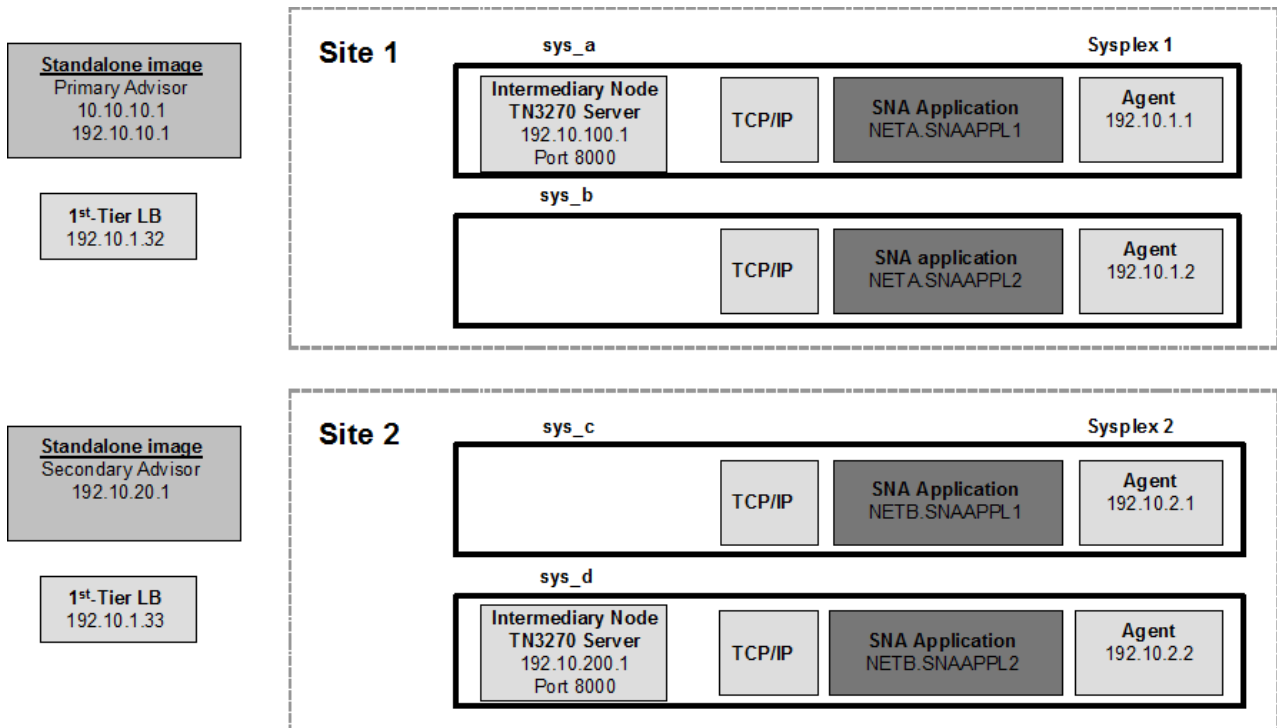 Standalone image
Primary Advisor
10.10.10.1
192.10.10.1
1st-Tier LB
192.10.1.32
Site 1
sys_a
Sysplex 1
Intermediary Node
TN3270 Server
192.10.100.1
Port 8000
TCP/IP
SNA Application
NETA.SNAAPPL1
Agent
192.10.1.1
sys_b
TCP/IP
SNA application
NETA.SNAAPPL2
Agent
192.10.1.2
Standalone image
Secondary Advisor
192.10.20.1
1st-Tier LB
192.10.1.33
Site 2
sys_c
Sysplex 2
TCP/IP
SNA Application
NETB.SNAAPPL1
Agent
192.10.2.1
sys_d
Intermediary Node
TN3270 Server
192.10.200.1
Port 8000
TCP/IP
SNA Application
NETB.SNAAPPL2
Agent
192.10.2.2